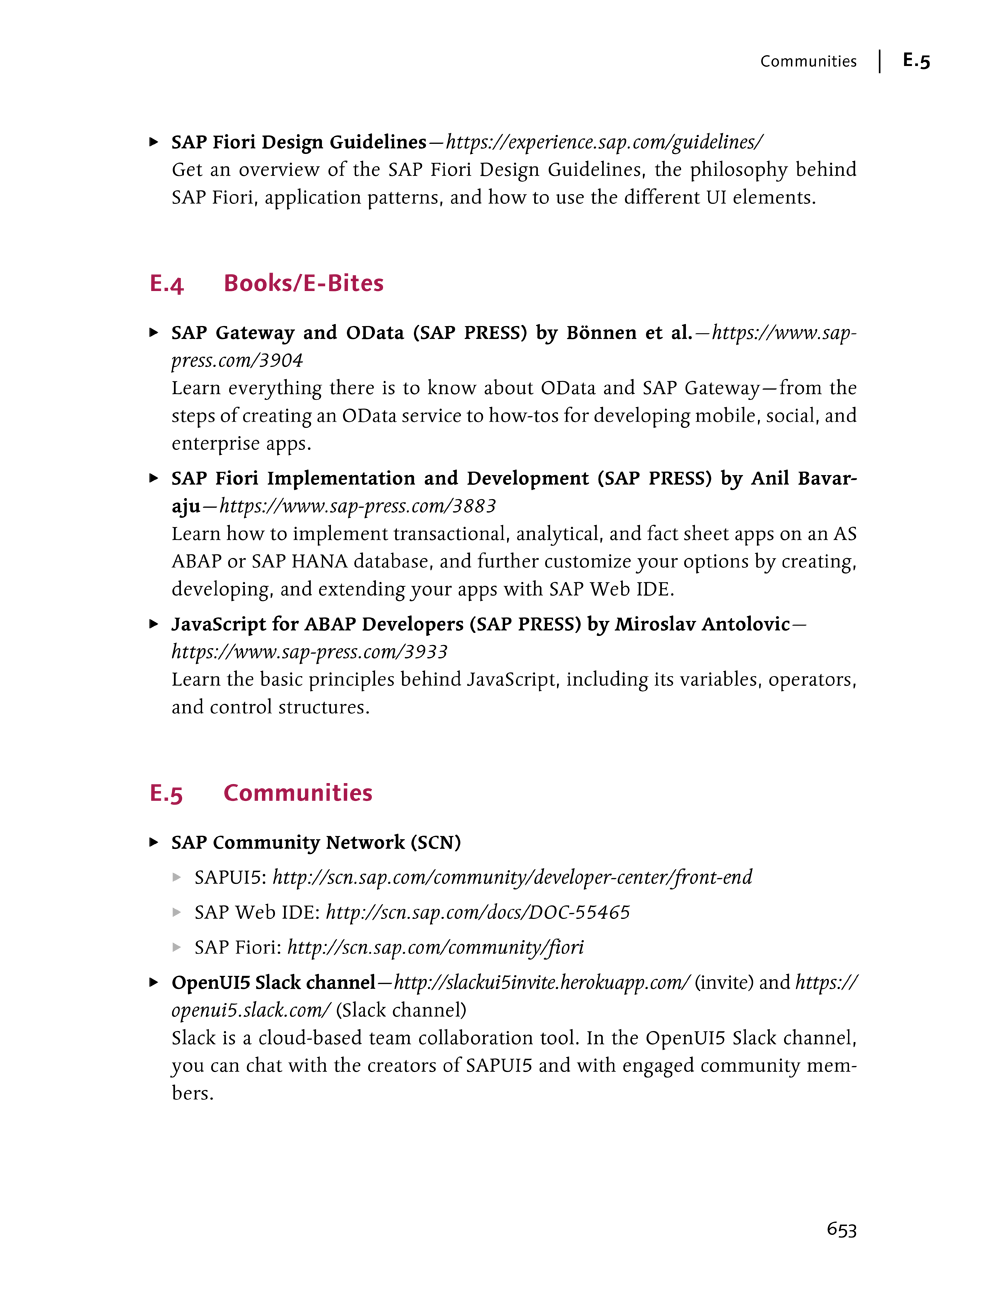 Communities | E.5
► SAP Fiori Design Guidelines—https://experience.sap.com/guidelines/
Get an overview of the SAP Fiori Design Guidelines, the philosophy behind
SAP Fiori, application patterns, and how to use the different UI elements.
E.4 Books/E-Bites
► SAP Gateway and OData (SAP PRESS) by Bönnen et al.—https://www.sap-
press.com/3904
Learn everything there is to know about OData and SAP Gateway—from the
steps of creating an OData service to how-tos for developing mobile, social, and
enterprise apps.
► SAP Fiori Implementation and Development (SAP PRESS) by Anil Bavar-
aju—https://www.sap-press.com/3883
Learn how to implement transactional, analytical, and fact sheet apps on an AS
ABAP or SAP HANA database, and further customize your options by creating,
developing, and extending your apps with SAP Web IDE.
► JavaScript for ABAP Developers (SAP PRESS) by Miroslav Antolovic—
https://www.sap-press.com/3933
Learn the basic principles behind JavaScript, including its variables, operators,
and control structures.
E.5 Communities
► SAP Community Network (SCN)
► SAPUI5: http://scn.sap.com/community/developer-center/front-end
► SAP Web IDE: http://scn.sap.com/docs/DOC-55465
► SAP Fiori: http://scn.sap.com/community/fiori
► OpenUI5 Slack channel—http://slackui5invite.herokuapp.com/ (invite) and https://
openui5.slack.com/ (Slack channel)
Slack is a cloud-based team collaboration tool. In the OpenUI5 Slack channel,
you can chat with the creators of SAPUI5 and with engaged community mem-
bers.
653